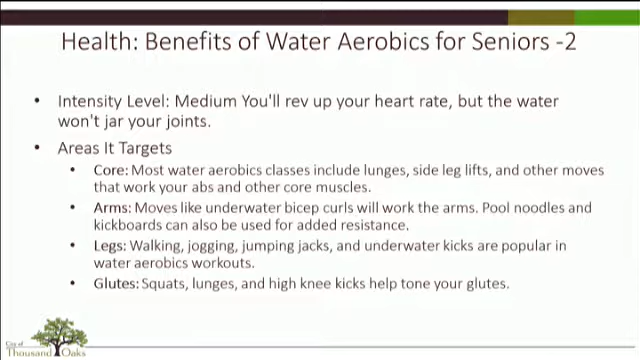 Health: Benefits of Water Aerobics for Seniors -2
• Intensity Level: Medium You'll rev up your heart rate, but the water
won't jar your joints.
• Areas It Targets
• Core: Most water aerobics classes include lunges, side leg lifts, and other moves
that work your abs and other core muscles.
• Arms: Moves like underwater bicep curls will work the arms. Pool noodles and
kickboards can also be used for added resistance.
• Legs: Walking, jogging, jumping jacks, and underwater kicks are popular in
water aerobics workouts.
• Glutes: Squats, lunges, and high knee kicks help tone your glutes.
City of
Thousand Oaks